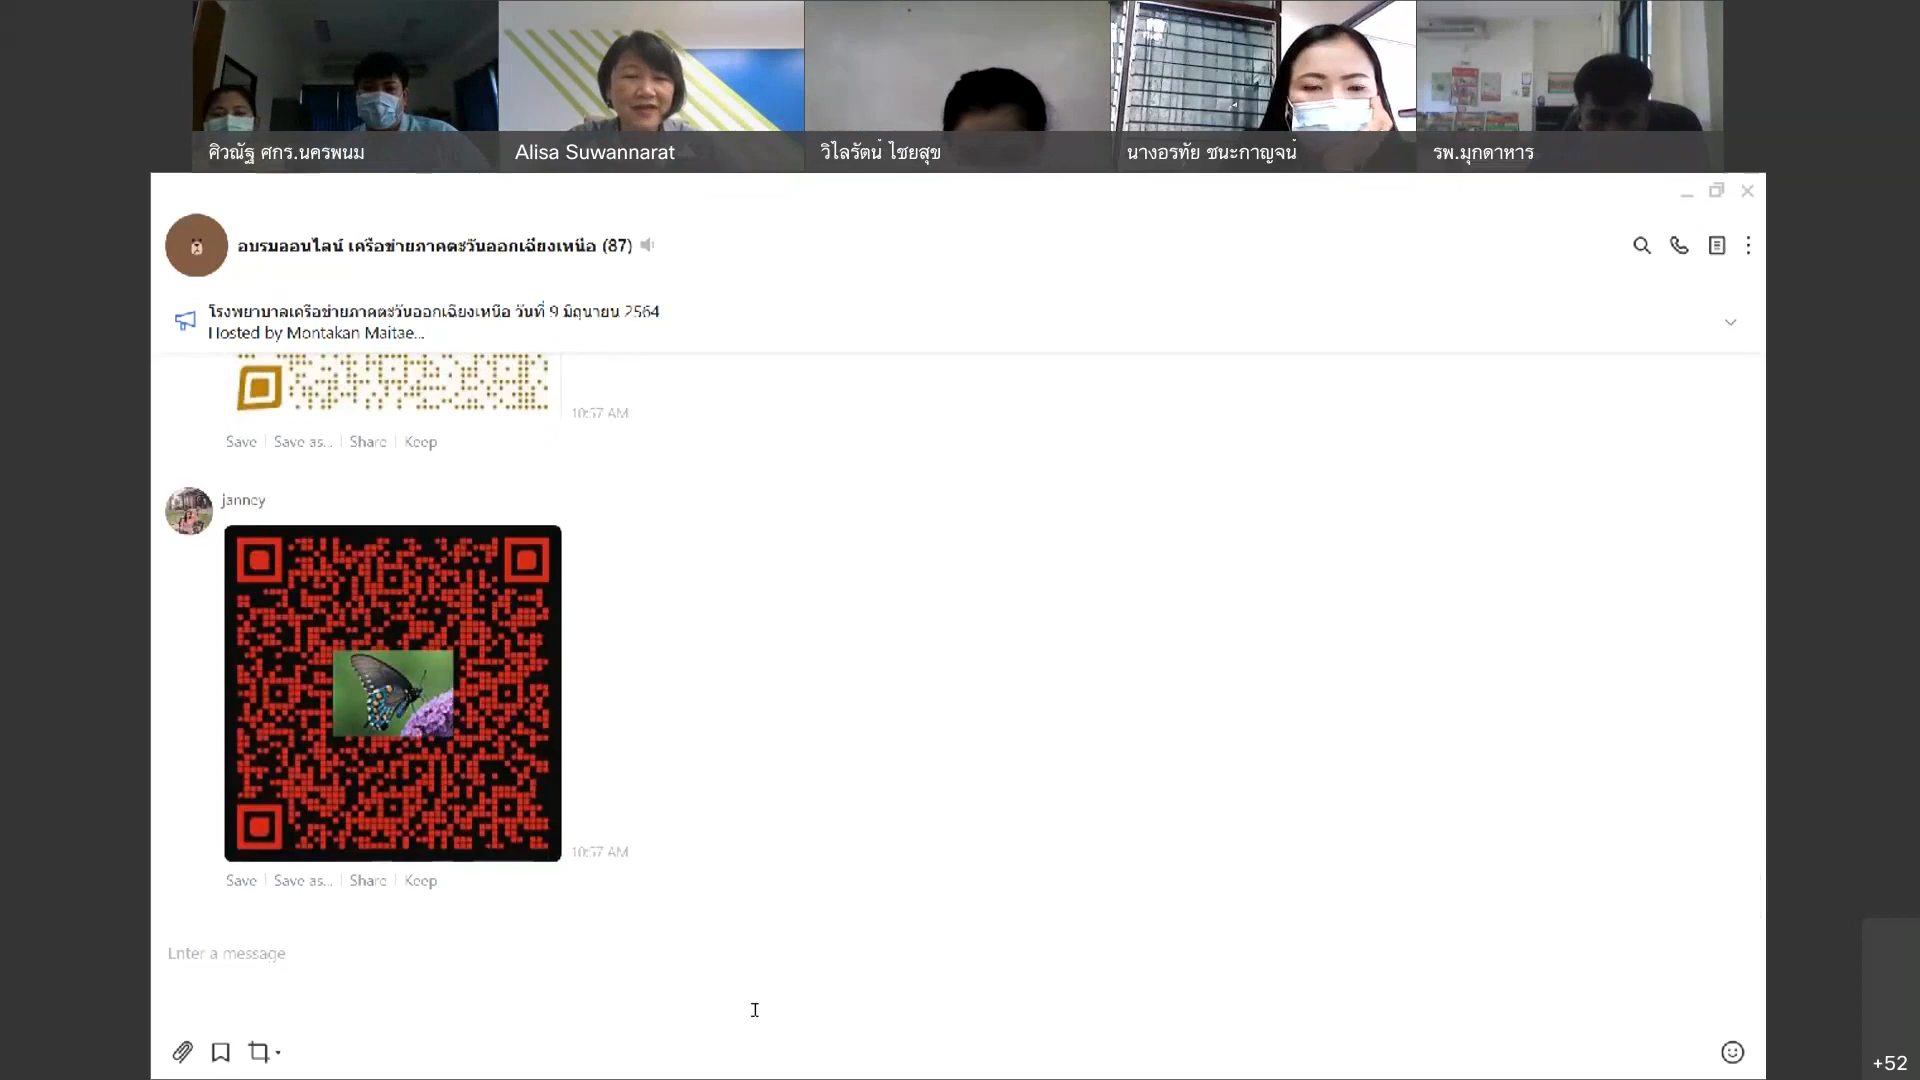 ศิวณัฐ ศกร.นครพนม
Alisa Suwannarat
วิไลรัตน์ ไชยสุข
นางอรทัย ชนะกาญจน์
รพ.มุกดาหาร
อบรมออนไลน์ เครือข่ายภาคตะวันออกเฉียงเหนือ (87)
โรงพยาบาลเครือข่ายภาคตะวันออกเฉียงเหนือ วันที่ 9 มิถุนายน 2564
Hosted by Montakan Maitae...
10:57 AM
Save Save as... Share Keep
janney
10:57 AM
Save Save as... Share Keep
Enter a message
+52